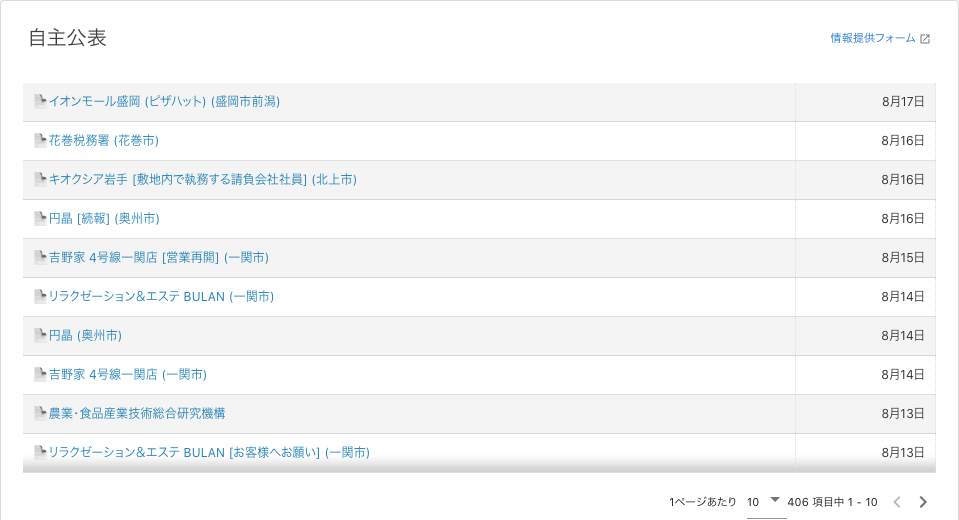 自主公表
情報提供フォーム
イオンモール盛岡 (ピザハット) (盛岡市前潟) 8月17日
花巻税務署 (花巻市) 8月16日
キオクシア岩手 [敷地内で執務する請負会社社員] (北上市) 8月16日
円晶 [続報] (奥州市) 8月16日
吉野家 4号線一関店 [営業再開] (一関市) 8月15日
リラクゼーション&エステ BULAN (一関市) 8月14日
円晶 (奥州市) 8月14日
吉野家 4号線一関店 (一関市) 8月14日
農業・食品産業技術総合研究機構 8月13日
リラクゼーション&エステ BULAN [お客様へお願い] (一関市) 8月13日
1ページあたり 10 406 項目中 1 - 10